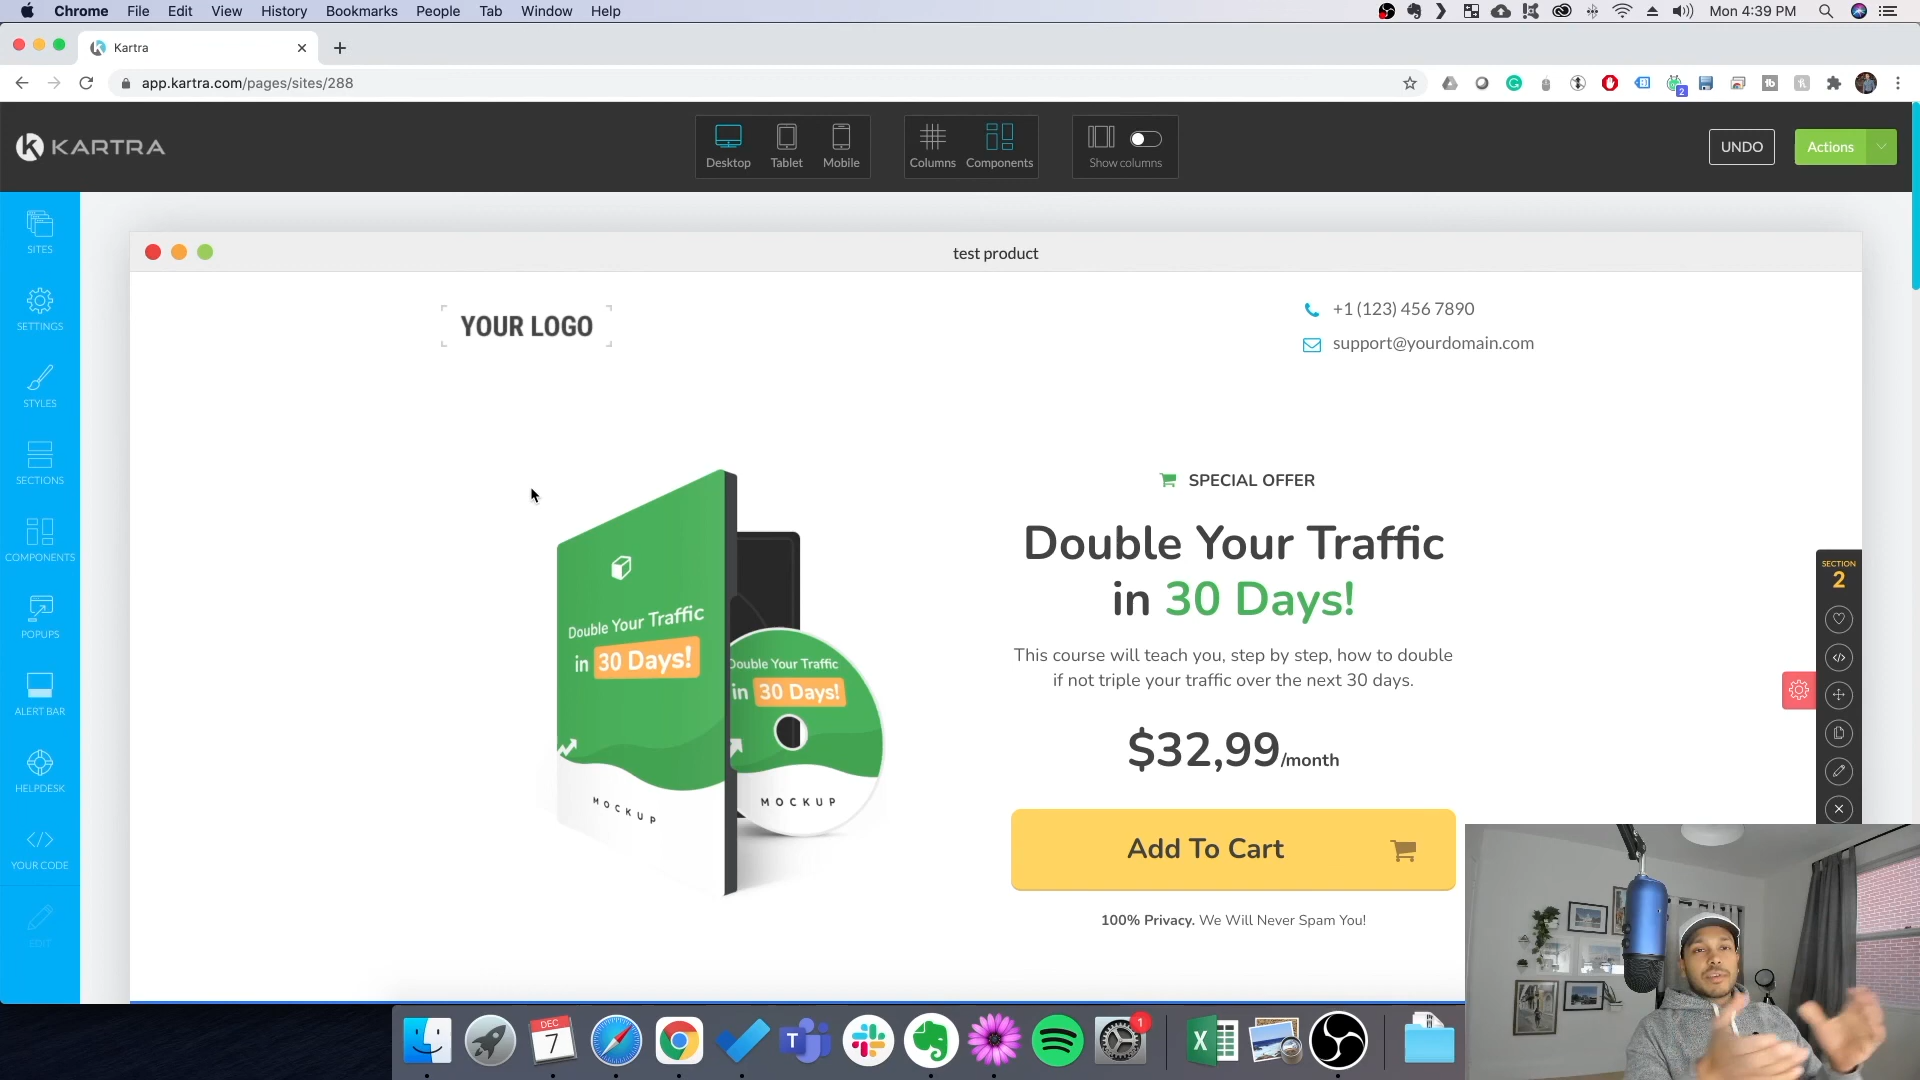 Chrome File Edit View History Bookmarks People Tab Window Help
Mon 4:39 PM
Kartra
app.kartra.com/pages/sites/288
2
KARTRA
Desktop Tablet Mobile
Columns Components
Show columns
UNDO
Actions
SITES
SETTINGS
STYLES
SECTIONS
COMPONENTS
POPUPS
ALERT BAR
HELPDESK
YOUR CODE
EDIT
test product
YOUR LOGO
+1 (123) 456 7890
support@yourdomain.com
Double Your Traffic
in 30 Days!
MOCKUP
Double Your Traffic
in 30 Days!
MOCKUP
SPECIAL OFFER
Double Your Traffic
in 30 Days!
This course will teach you, step by step, how to double
if not triple your traffic over the next 30 days.
$32,99/month
Add To Cart
100% Privacy. We Will Never Spam You!
SECTION
2
DEC
7
1